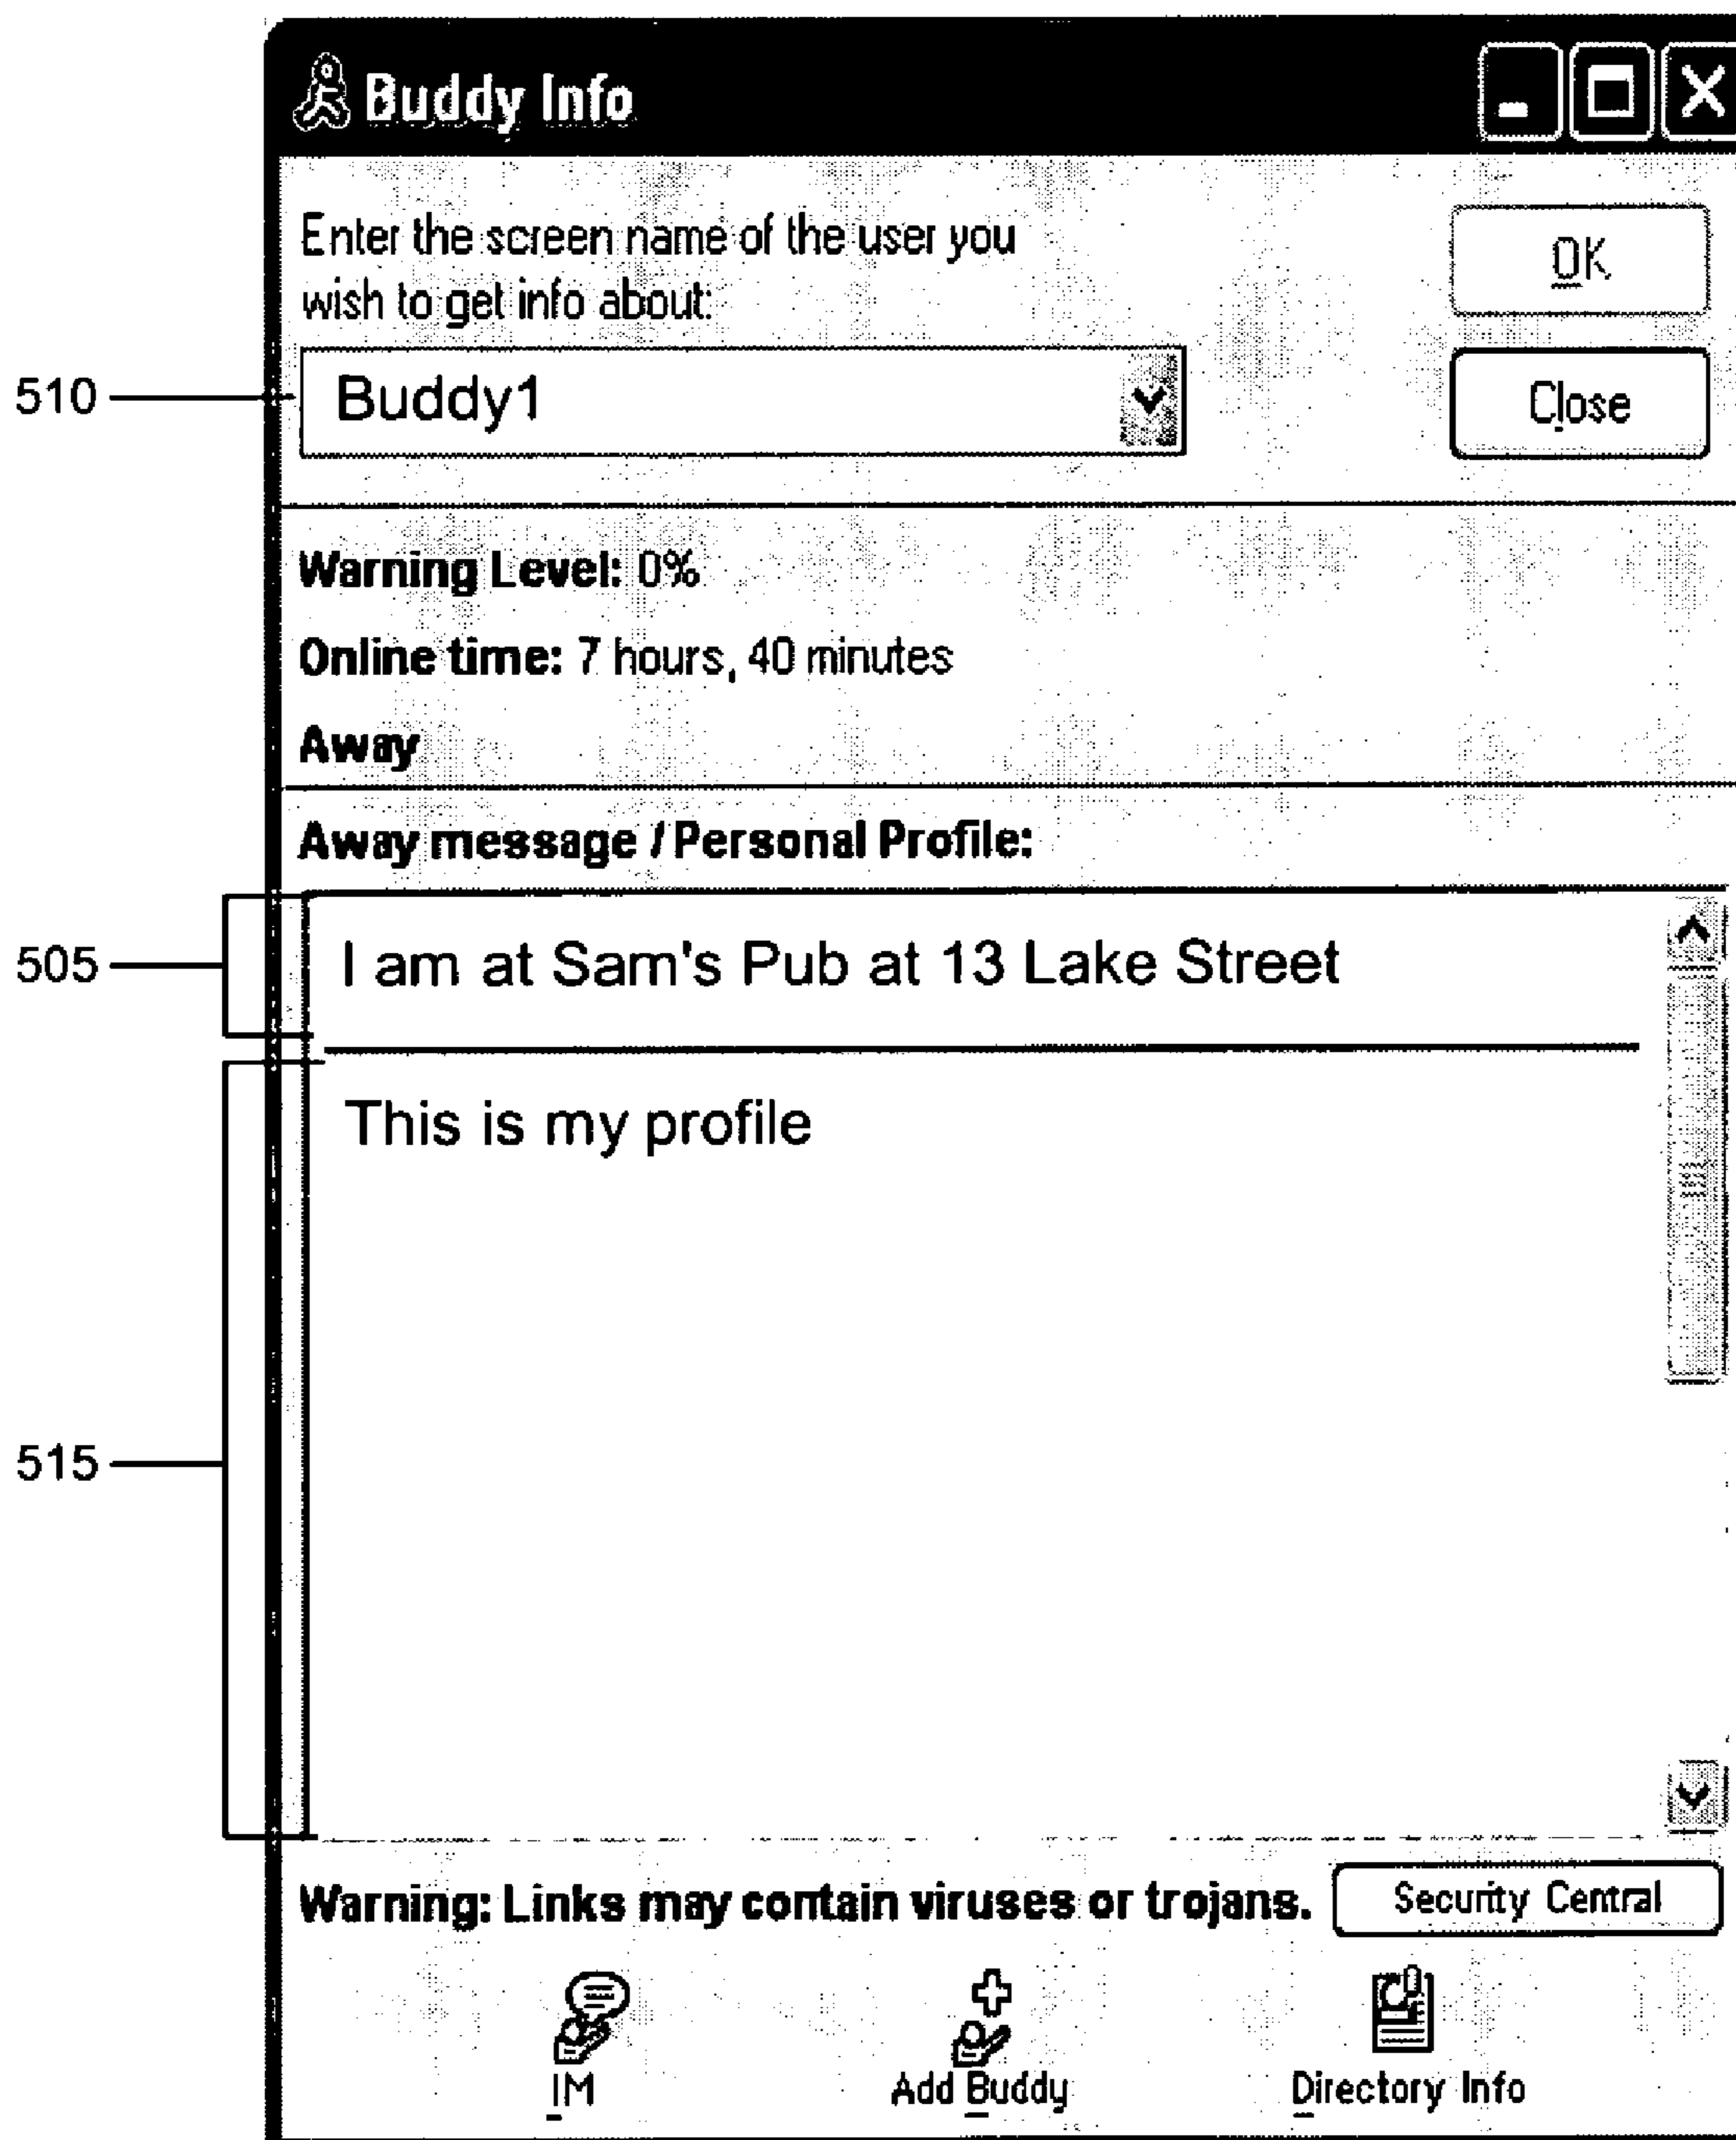 Buddy Info
Enter the screen name of the user you
wish to get info about:
OK
510
Buddy1
Close
Warning Level: 0%
Online time: 7 hours, 40 minutes
Away
Away message / Personal Profile:
505
I am at Sam's Pub at 13 Lake Street
This is my profile
515
Warning: Links may contain viruses or trojans.
Security Central
IM
Add Buddy
Directory Info